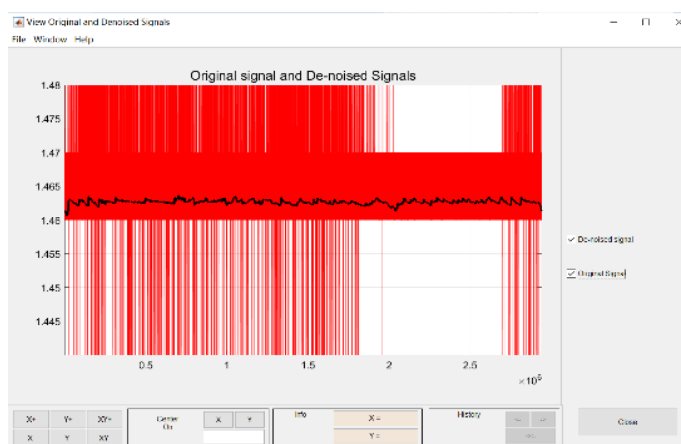 View Original and Denoised Signals
File Window Help
Original signal and De-noised Signals
1.48
1.475
1.47
1.465
1.46
1.455
1.45
1.445
0.5 1 1.5 2 2.5
×10⁵
De-noised signal
Original Signal
X+ Y+ XY+
X Y XY
Center
On
X Y
Info
X =
Y =
History
Close